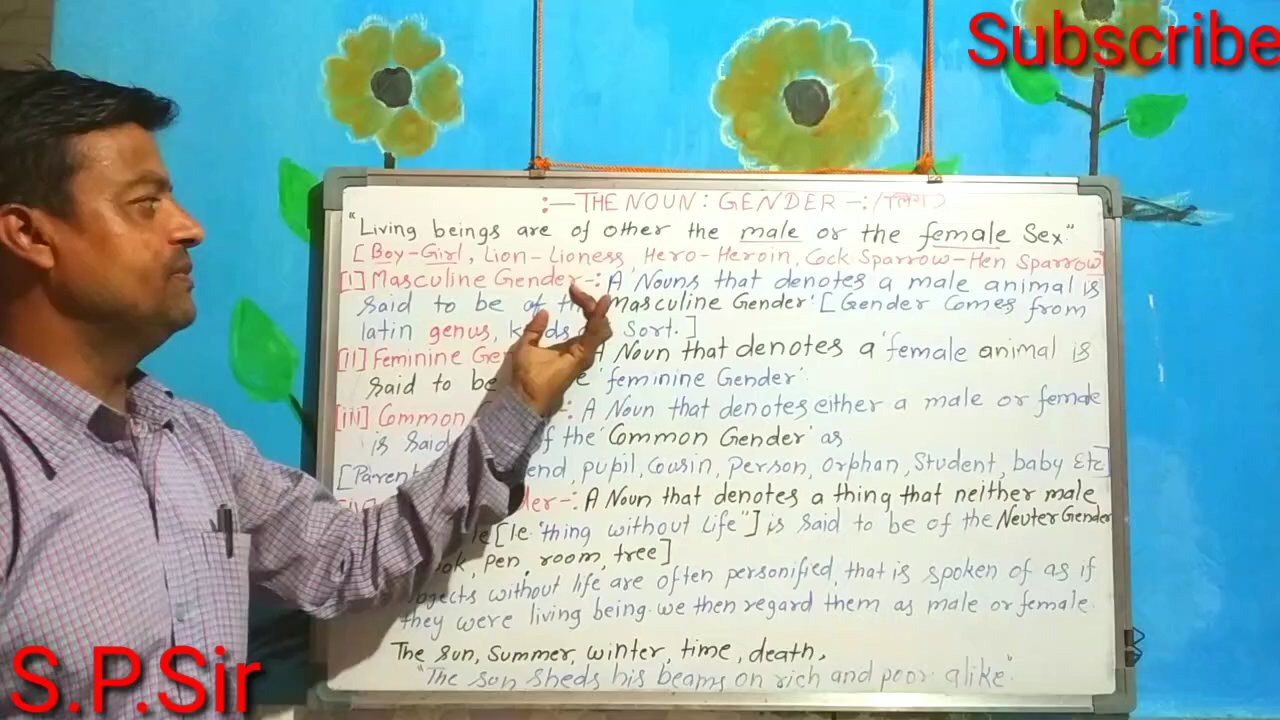 Subscribe
:— THE NOUN : GENDER —: (लिंग)
"Living beings are of other the male or the female Sex."
[Boy-Girl, Lion-Lioness, Hero-Heroin, Cock Sparrow-Hen Sparrow]
[I] Masculine Gender -: A Nouns that denotes a male animal is
said to be of the 'masculine Gender' [Gender comes from
latin genus, Sort.]
[II] Feminine A Noun that denotes a 'female animal is
said to be 'feminine Gender'.
[III] Common : A Noun that denotes either a male or female
is said of the 'Common Gender' as
[Parent pupil, Cousin, Person, Orphan, Student, baby Etc]
-: A Noun that denotes a thing that neither male
[Ie. 'thing without life"] is said to be of the Neuter Gender
pen, room, tree]
without life are often personified, that is spoken of as if
they were living being. we then regard them as male or female.
The sun, summer, winter, time, death,
"The sun sheds his beams on rich and poor alike"
S.P.Sir